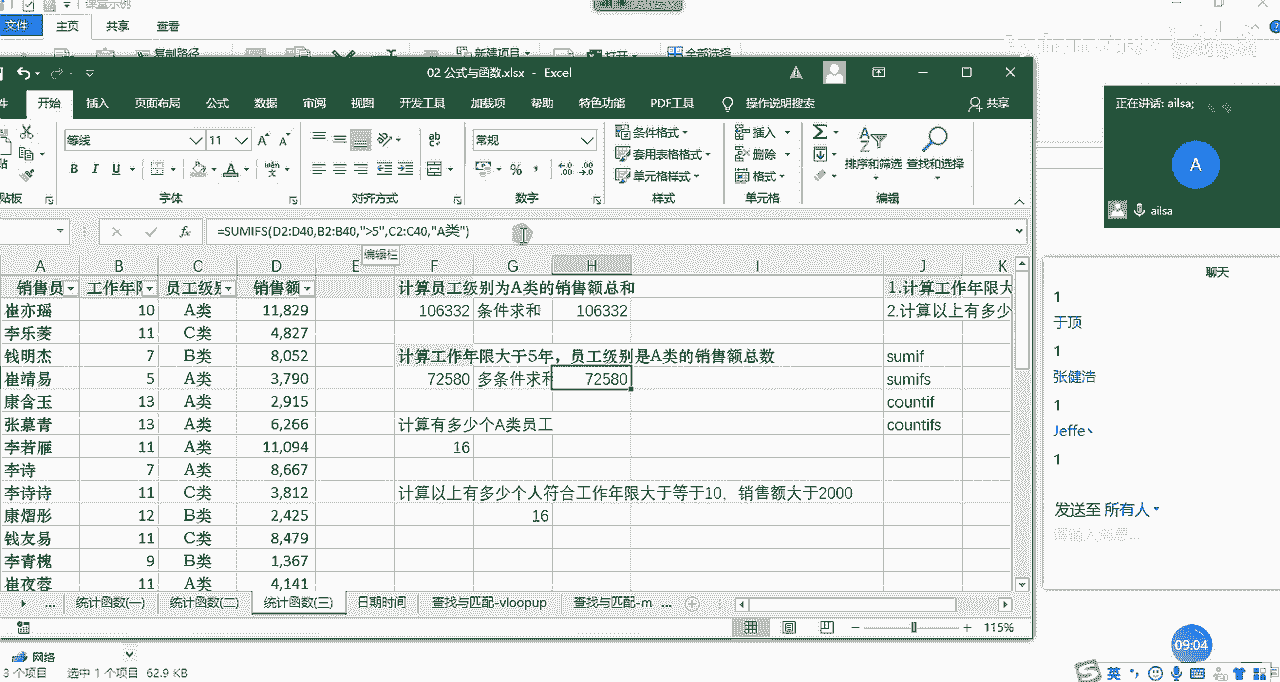 课堂示例
文件 主页 共享 查看
02 公式与函数.xlsx - Excel
开始 插入 页面布局 公式 数据 审阅 视图 开发工具 加载项 帮助 特色功能 PDF工具 操作说明搜索 共享
等线 11 常规 条件格式 插入
B I U 套用表格格式 删除 排序和筛选 查找和选择
单元格样式 格式
字体 对齐方式 数字 样式 单元格 编辑
=SUMIFS(D2:D40,B2:B40,">5",C2:C40,"A类")
编辑栏
A B C D E F G H I J K
销售员 工作年限 员工级别 销售额 计算员工级别为A类的销售额总和 1.计算工作年限大
崔亦瑶 10 A类 11,829 106332 条件求和 106332 2.计算以上有多少
李乐菱 11 C类 4,827
钱明杰 7 B类 8,052 计算工作年限大于5年，员工级别是A类的销售额总数 sumif
崔靖易 5 A类 3,790 72580 多条件求和 72580 sumifs
康含玉 13 A类 2,915 countif
张慕青 13 A类 6,266 计算有多少个A类员工 countifs
李若雁 11 A类 11,094 16
李诗 7 A类 8,667
李诗诗 11 C类 3,812 计算以上有多少个人符合工作年限大于等于10，销售额大于2000
康熠彤 12 B类 2,425 16
钱友易 11 C类 8,479
李青槐 9 B类 1,367
崔夜蓉 11 A类 4,141
... 统计函数(一) 统计函数(二) 统计函数(三) 日期时间 查找与匹配-vloopup 查找与匹配-m ...
115%
网络
3 个项目 选中 1 个项目 62.9 KB
正在讲话: ailsa;
A
ailsa
聊天
1
于顶
1
张健浩
1
Jeffe丶
1
发送至 所有人
09:04
英